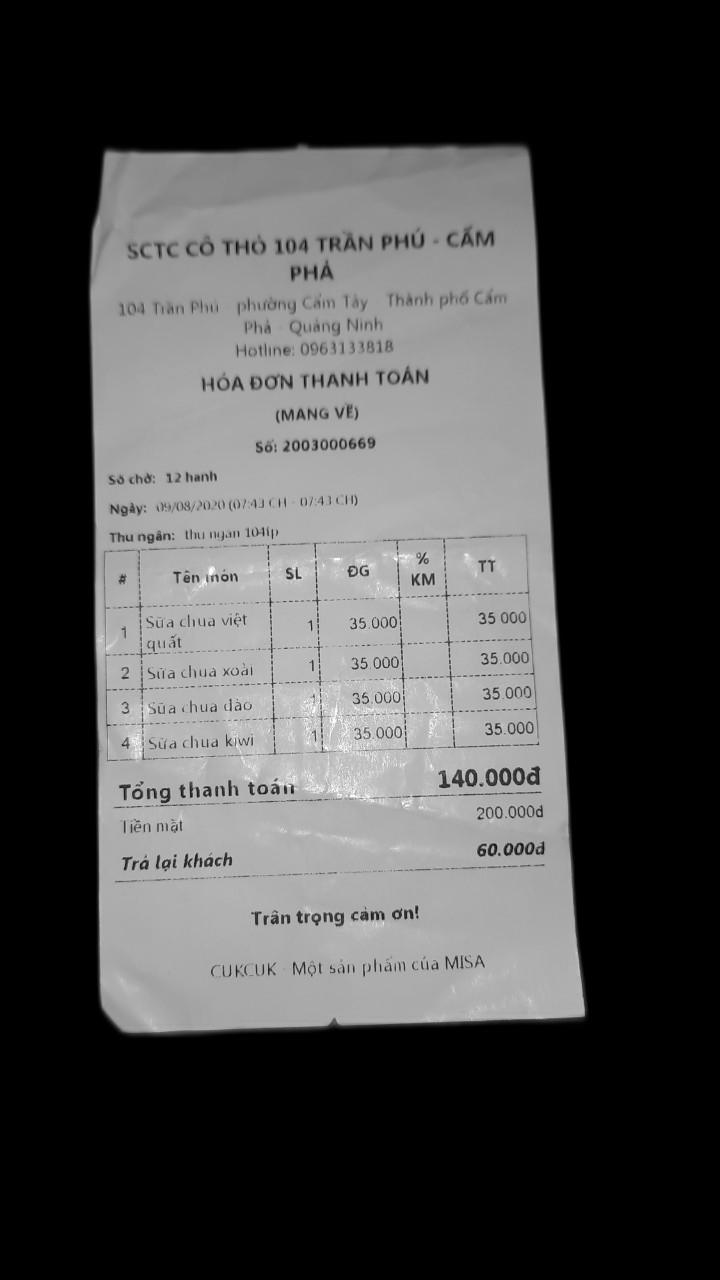 SCTC CÔ THỎ 104 TRẦN PHÚ - CẨM
PHẢ
104 Trần Phú - phường Cẩm Tây - Thành phố Cẩm
Phả - Quảng Ninh
Hotline: 0963133818
HÓA ĐƠN THANH TOÁN
(MANG VỀ)
Số: 2003000669
Số chờ: 12 hanh
Ngày: 09/08/2020 (07:43 CH - 07:43 CH)
Thu ngân: thu ngan 104tp
# Tên món SL ĐG % KM TT
1 Sữa chua việt quất 1 35.000 35.000
2 Sữa chua xoài 1 35.000 35.000
3 Sữa chua đào 1 35.000 35.000
4 Sữa chua kiwi 1 35.000 35.000
Tổng thanh toán 140.000đ
Tiền mặt 200.000đ
Trả lại khách 60.000đ
Trân trọng cảm ơn!
CUKCUK - Một sản phẩm của MISA